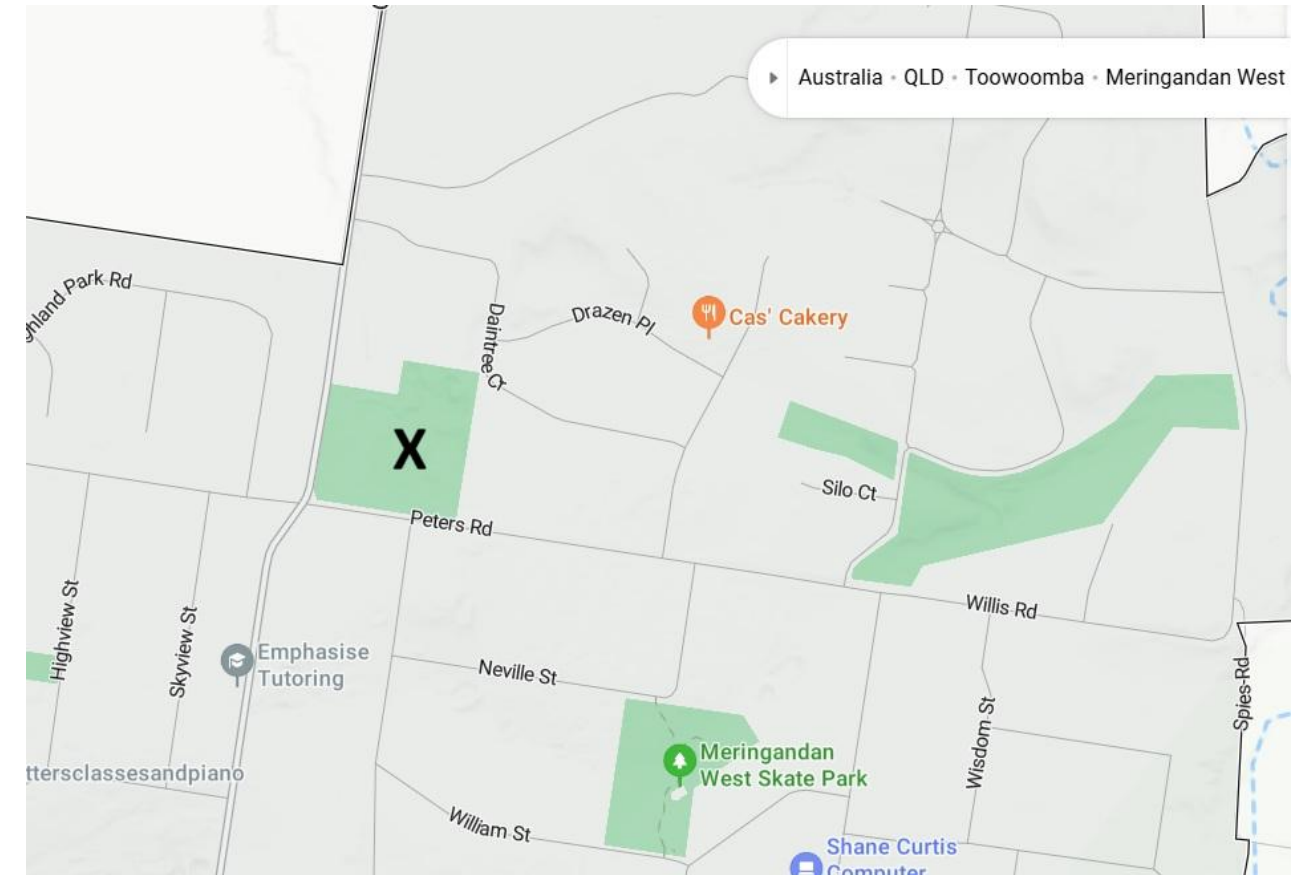 Australia • QLD • Toowoomba • Meringandan West
ghland Park Rd
Daintree Ct
Drazen Pl
Cas' Cakery
X
Silo Ct
Peters Rd
Willis Rd
Highview St
Skyview St
Emphasise
Tutoring
Neville St
Spies Rd
Wisdom St
Meringandan
West Skate Park
ttersclassesandpiano
William St
Shane Curtis
Computer